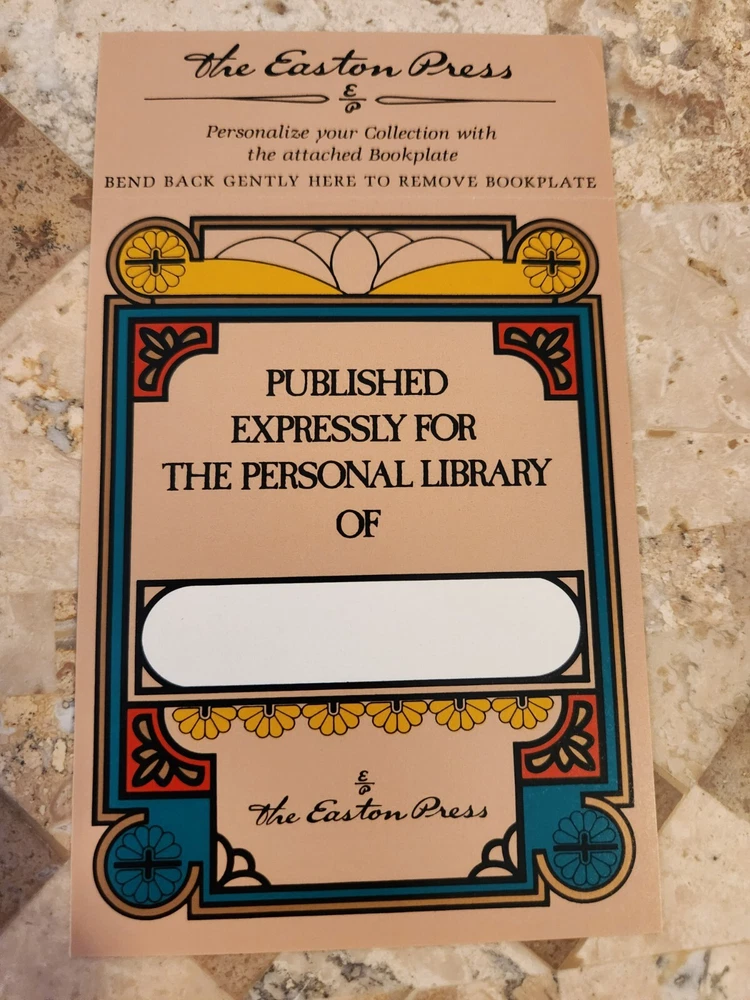 The Easton Press
E
P
Personalize your Collection with
the attached Bookplate
BEND BACK GENTLY HERE TO REMOVE BOOKPLATE
PUBLISHED
EXPRESSLY FOR
THE PERSONAL LIBRARY
OF
E
P
The Easton Press